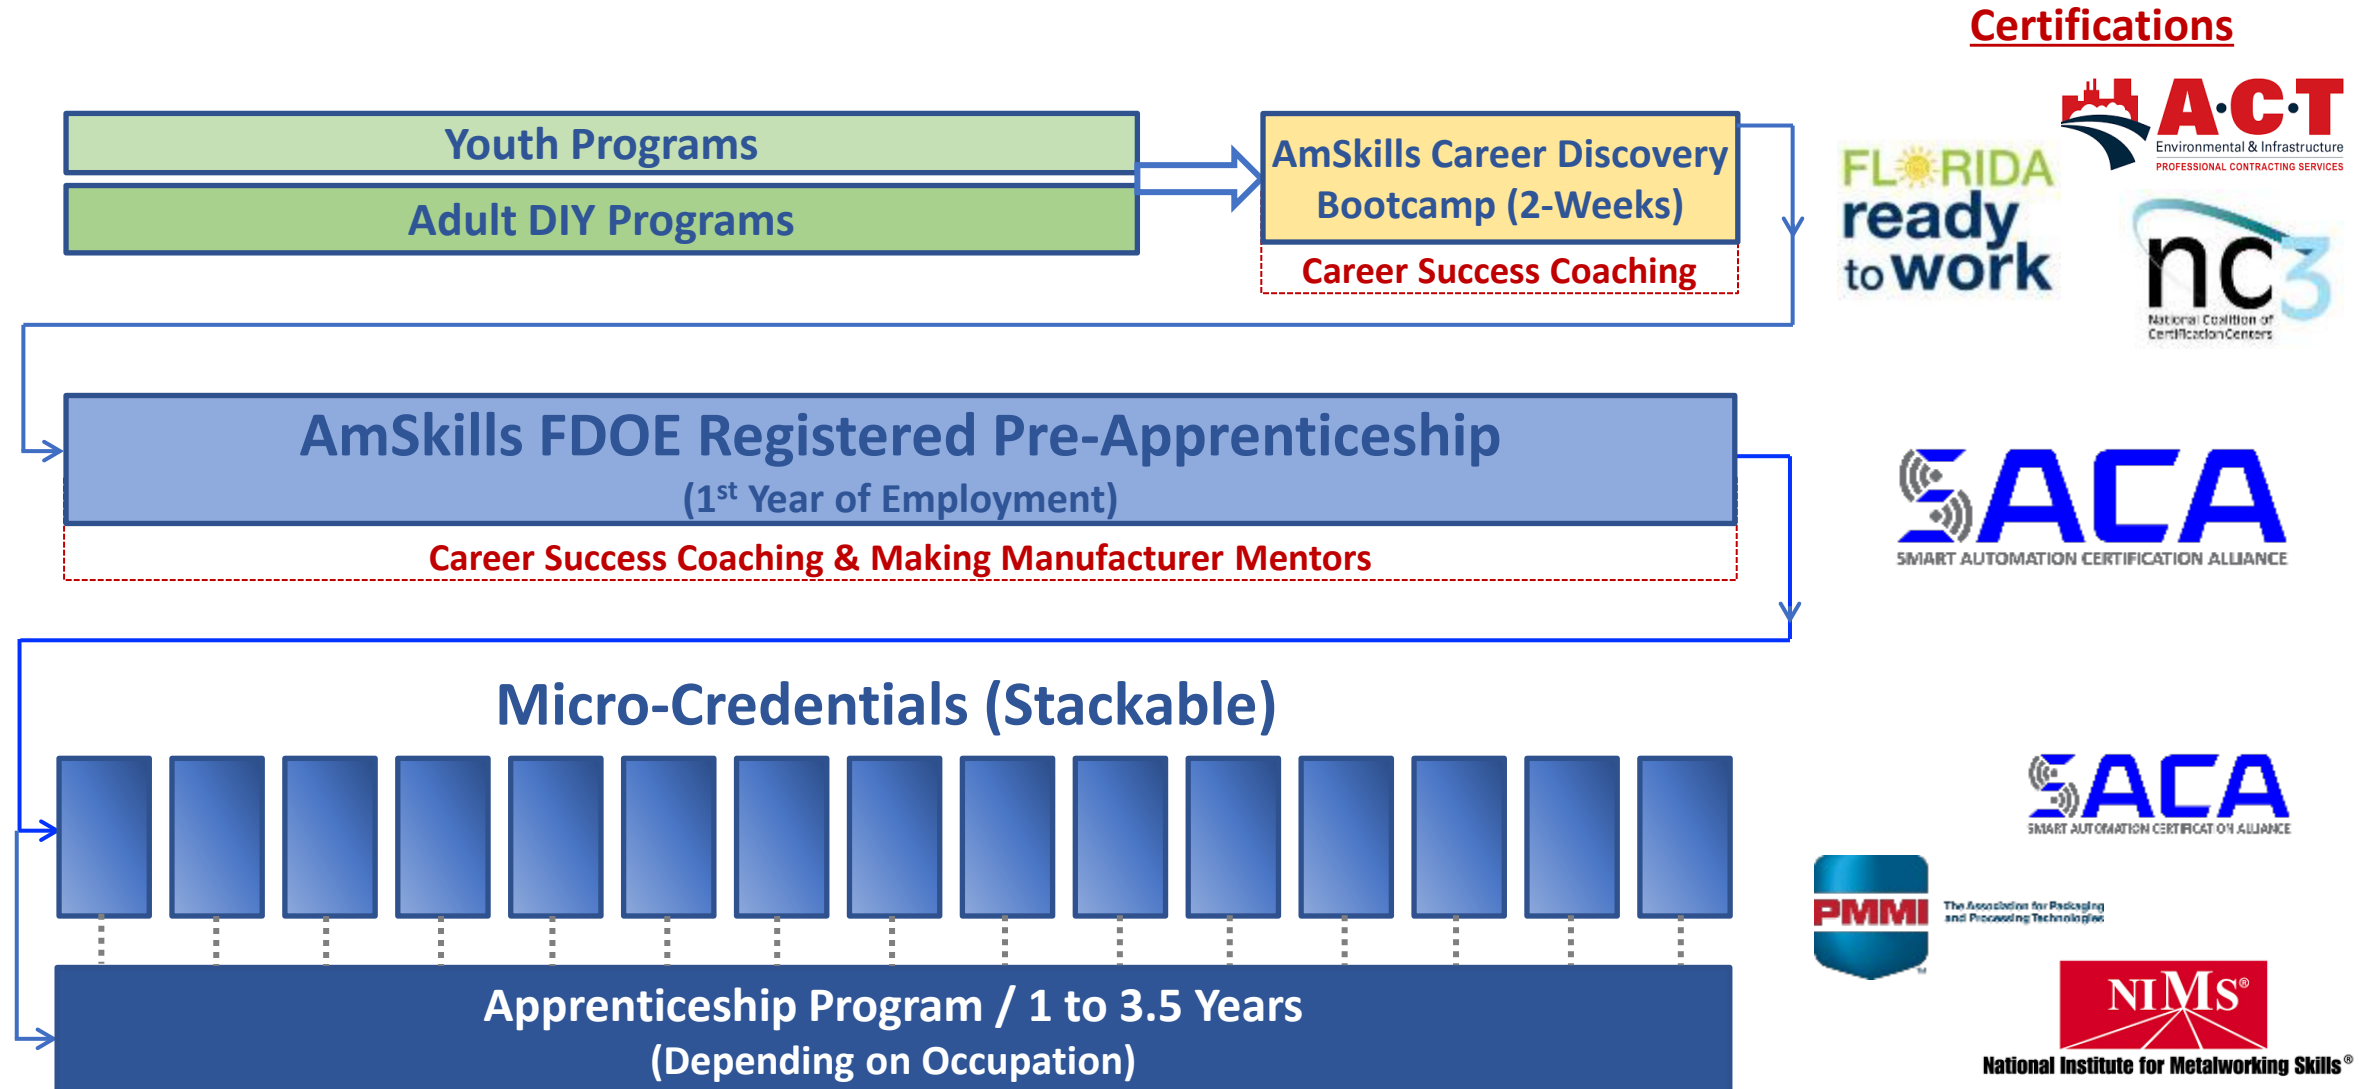 Certifications
Youth Programs
Adult DIY Programs
AmSkills Career Discovery
Bootcamp (2-Weeks)
Career Success Coaching
A·C·T
Environmental & Infrastructure
PROFESSIONAL CONTRACTING SERVICES
FLORIDA
ready
to work
nc3
National Coalition of
Certification Centers
AmSkills FDOE Registered Pre-Apprenticeship
(1st Year of Employment)
Career Success Coaching & Making Manufacturer Mentors
SACA
SMART AUTOMATION CERTIFICATION ALLIANCE
Micro-Credentials (Stackable)
SACA
SMART AUTOMATION CERTIFICATION ALLIANCE
PMMI
The Association for Packaging
and Processing Technologies
Apprenticeship Program / 1 to 3.5 Years
(Depending on Occupation)
NIMS®
National Institute for Metalworking Skills®